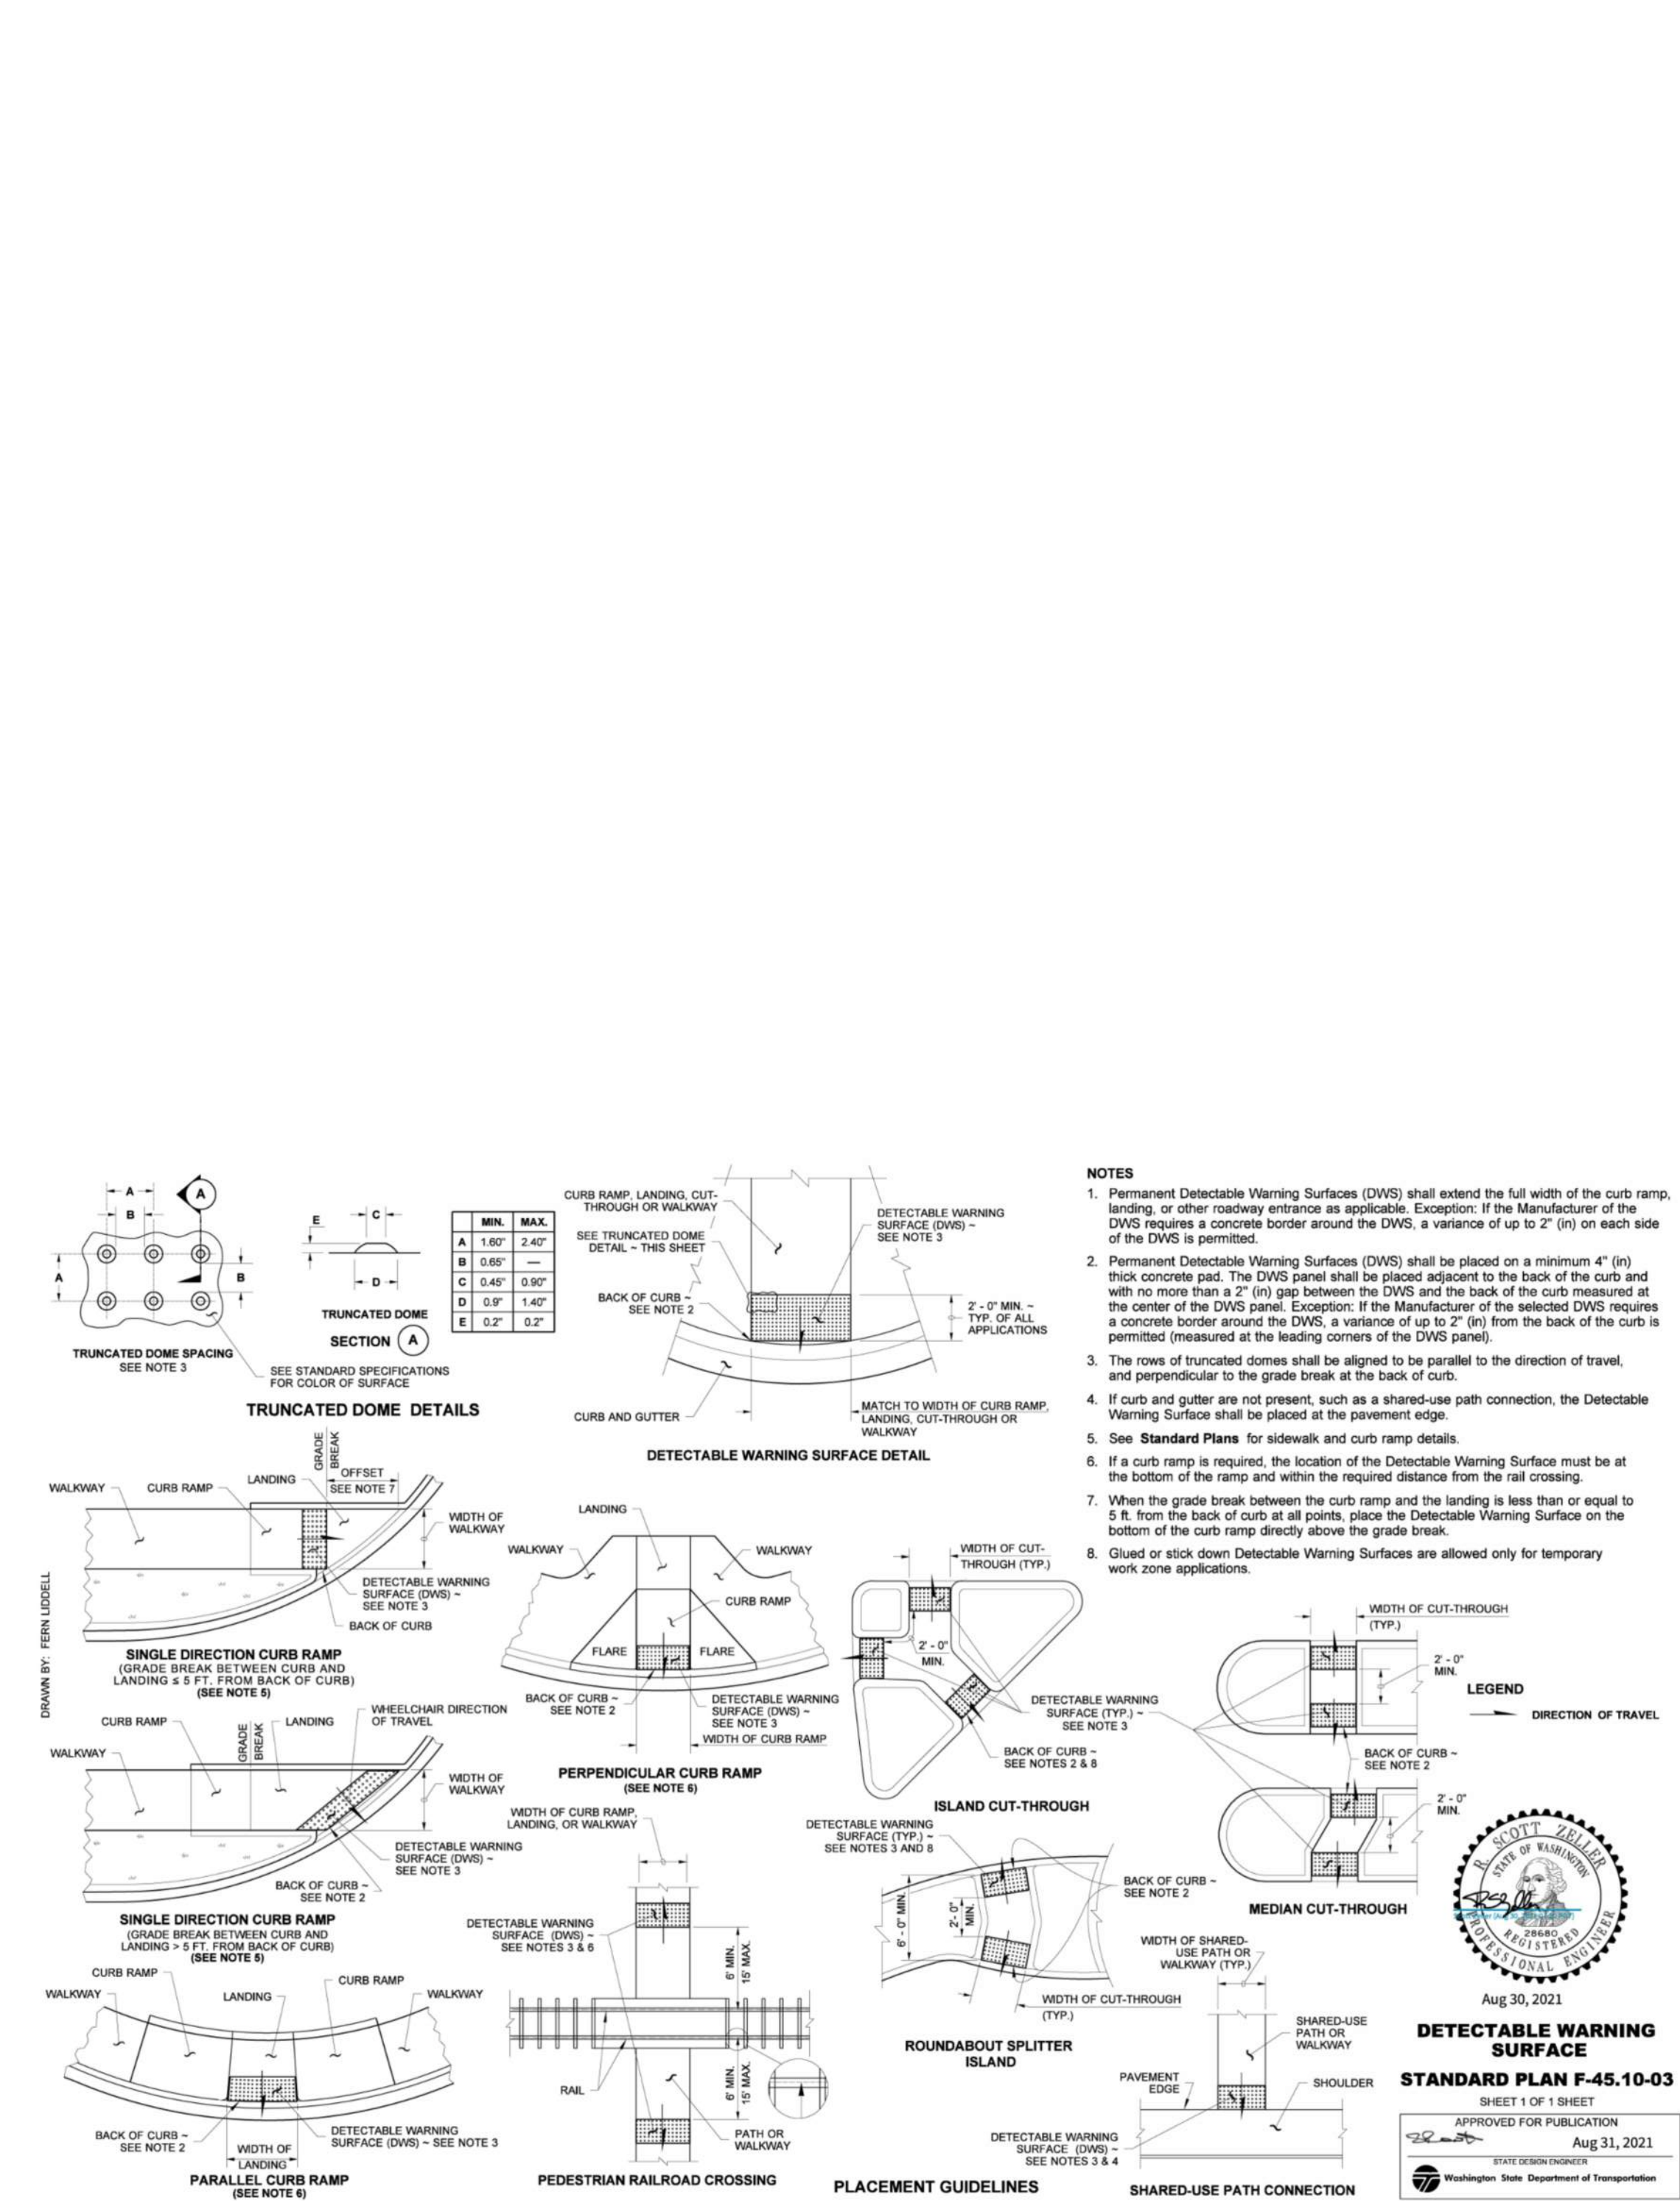 A
B
A
B
A
TRUNCATED DOME SPACING
SEE NOTE 3
SEE STANDARD SPECIFICATIONS
FOR COLOR OF SURFACE
E
C
D
TRUNCATED DOME
SECTION A
MIN. MAX.
A 1.60" 2.40"
B 0.65" —
C 0.45" 0.90"
D 0.9" 1.40"
E 0.2" 0.2"
TRUNCATED DOME DETAILS
CURB RAMP, LANDING, CUT-
THROUGH OR WALKWAY
SEE TRUNCATED DOME
DETAIL ~ THIS SHEET
BACK OF CURB ~
SEE NOTE 2
CURB AND GUTTER
DETECTABLE WARNING
SURFACE (DWS) ~
SEE NOTE 3
2' - 0" MIN. ~
TYP. OF ALL
APPLICATIONS
MATCH TO WIDTH OF CURB RAMP,
LANDING, CUT-THROUGH OR
WALKWAY
DETECTABLE WARNING SURFACE DETAIL
NOTES
1. Permanent Detectable Warning Surfaces (DWS) shall extend the full width of the curb ramp,
landing, or other roadway entrance as applicable. Exception: If the Manufacturer of the
DWS requires a concrete border around the DWS, a variance of up to 2" (in) on each side
of the DWS is permitted.
2. Permanent Detectable Warning Surfaces (DWS) shall be placed on a minimum 4" (in)
thick concrete pad. The DWS panel shall be placed adjacent to the back of the curb and
with no more than a 2" (in) gap between the DWS and the back of the curb measured at
the center of the DWS panel. Exception: If the Manufacturer of the selected DWS requires
a concrete border around the DWS, a variance of up to 2" (in) from the back of the curb is
permitted (measured at the leading corners of the DWS panel).
3. The rows of truncated domes shall be aligned to be parallel to the direction of travel,
and perpendicular to the grade break at the back of curb.
4. If curb and gutter are not present, such as a shared-use path connection, the Detectable
Warning Surface shall be placed at the pavement edge.
5. See Standard Plans for sidewalk and curb ramp details.
6. If a curb ramp is required, the location of the Detectable Warning Surface must be at
the bottom of the ramp and within the required distance from the rail crossing.
7. When the grade break between the curb ramp and the landing is less than or equal to
5 ft. from the back of curb at all points, place the Detectable Warning Surface on the
bottom of the curb ramp directly above the grade break.
8. Glued or stick down Detectable Warning Surfaces are allowed only for temporary
work zone applications.
DRAWN BY: FERN LIDDELL
WALKWAY
CURB RAMP
LANDING
GRADE
BREAK
OFFSET
SEE NOTE 7
WIDTH OF
WALKWAY
DETECTABLE WARNING
SURFACE (DWS) ~
SEE NOTE 3
BACK OF CURB
SINGLE DIRECTION CURB RAMP
(GRADE BREAK BETWEEN CURB AND
LANDING ≤ 5 FT. FROM BACK OF CURB)
(SEE NOTE 5)
CURB RAMP
GRADE
BREAK
LANDING
WHEELCHAIR DIRECTION
OF TRAVEL
WALKWAY
WIDTH OF
WALKWAY
DETECTABLE WARNING
SURFACE (DWS) ~
SEE NOTE 3
BACK OF CURB ~
SEE NOTE 2
SINGLE DIRECTION CURB RAMP
(GRADE BREAK BETWEEN CURB AND
LANDING > 5 FT. FROM BACK OF CURB)
(SEE NOTE 5)
CURB RAMP
WALKWAY
LANDING
CURB RAMP
WALKWAY
BACK OF CURB ~
SEE NOTE 2
WIDTH OF
LANDING
DETECTABLE WARNING
SURFACE (DWS) ~ SEE NOTE 3
PARALLEL CURB RAMP
(SEE NOTE 6)
LANDING
WALKWAY
WALKWAY
CURB RAMP
FLARE
FLARE
BACK OF CURB ~
SEE NOTE 2
DETECTABLE WARNING
SURFACE (DWS) ~
SEE NOTE 3
WIDTH OF CURB RAMP
PERPENDICULAR CURB RAMP
(SEE NOTE 6)
WIDTH OF CURB RAMP,
LANDING, OR WALKWAY
DETECTABLE WARNING
SURFACE (DWS) ~
SEE NOTES 3 & 6
6' MIN.
15' MAX.
RAIL
6' MIN.
15' MAX.
PATH OR
WALKWAY
PEDESTRIAN RAILROAD CROSSING
WIDTH OF CUT-
THROUGH (TYP.)
2' - 0"
MIN.
DETECTABLE WARNING
SURFACE (TYP.) ~
SEE NOTE 3
BACK OF CURB ~
SEE NOTES 2 & 8
ISLAND CUT-THROUGH
DETECTABLE WARNING
SURFACE (TYP.) ~
SEE NOTES 3 AND 8
6' - 0" MIN.
2' - 0"
MIN.
BACK OF CURB ~
SEE NOTE 2
WIDTH OF CUT-THROUGH
(TYP.)
ROUNDABOUT SPLITTER
ISLAND
PLACEMENT GUIDELINES
WIDTH OF CUT-THROUGH
(TYP.)
2' - 0"
MIN.
BACK OF CURB ~
SEE NOTE 2
2' - 0"
MIN.
MEDIAN CUT-THROUGH
LEGEND
DIRECTION OF TRAVEL
WIDTH OF SHARED-
USE PATH OR
WALKWAY (TYP.)
SHARED-USE
PATH OR
WALKWAY
PAVEMENT
EDGE
SHOULDER
DETECTABLE WARNING
SURFACE (DWS) ~
SEE NOTES 3 & 4
SHARED-USE PATH CONNECTION
R. SCOTT ZELLER
STATE OF WASHINGTON
28680
REGISTERED
PROFESSIONAL ENGINEER
Aug 30, 2021
DETECTABLE WARNING
SURFACE
STANDARD PLAN F-45.10-03
SHEET 1 OF 1 SHEET
APPROVED FOR PUBLICATION
Aug 31, 2021
STATE DESIGN ENGINEER
Washington State Department of Transportation